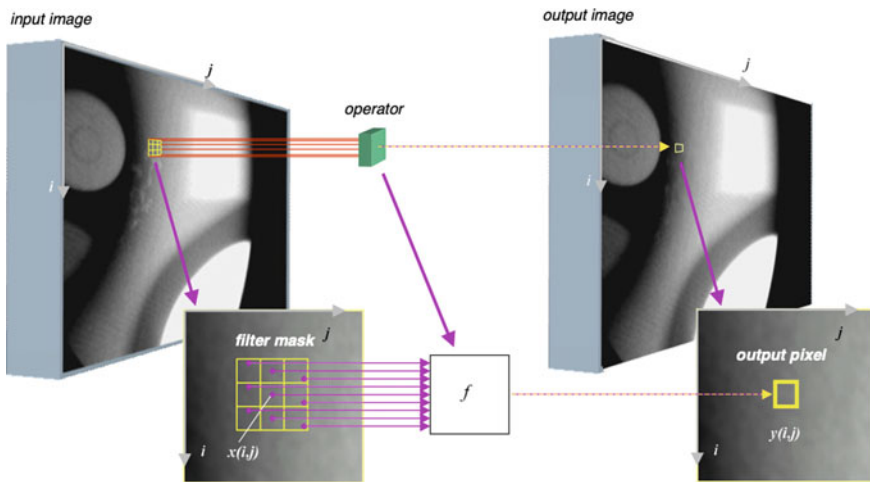 input image
output image
j
j
operator
i
i
filter mask
j
f
output pixel
j
x(i,j)
i
y(i,j)
i